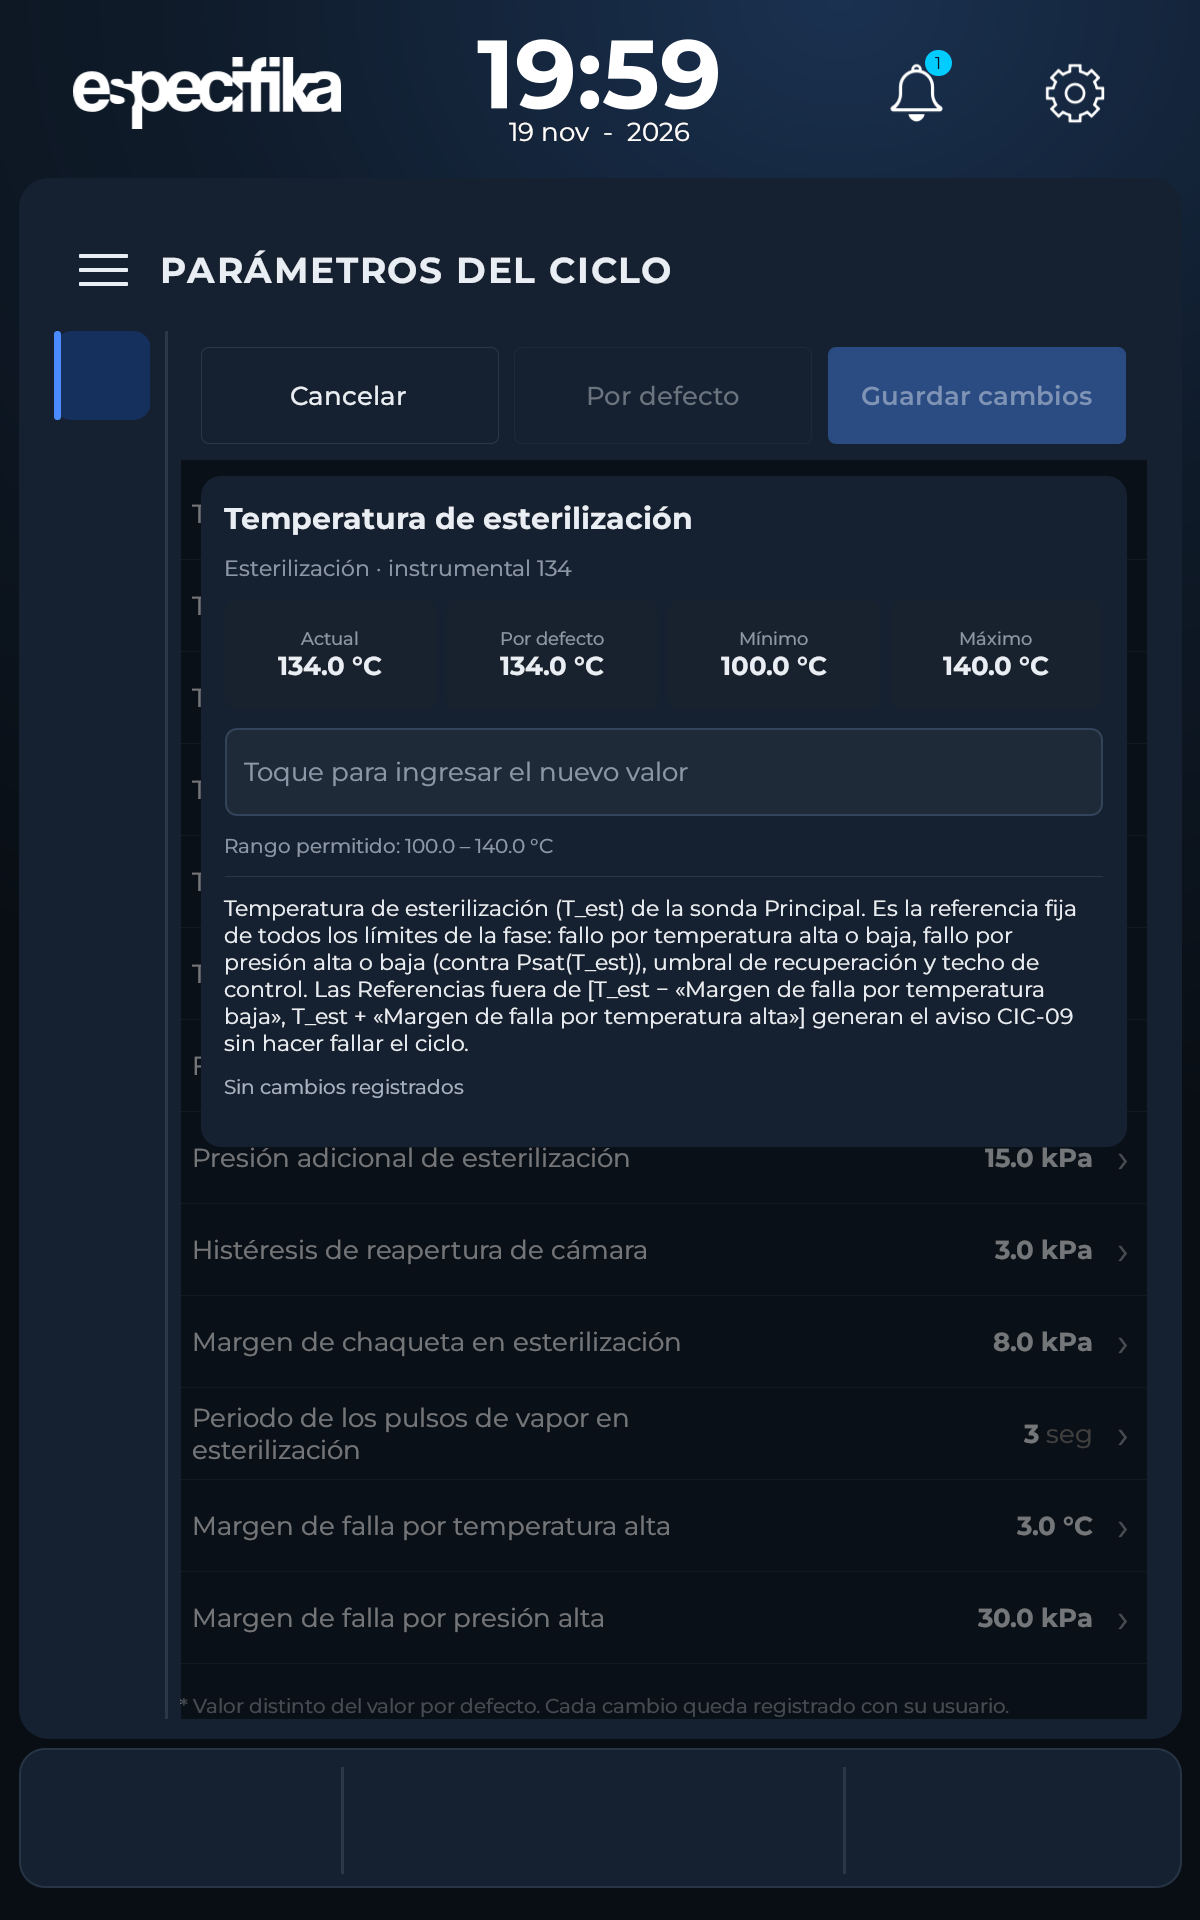 especifika
19:59
19 nov - 2026
1
PARÁMETROS DEL CICLO
Cancelar
Por defecto
Guardar cambios
Temperatura de esterilización
Esterilización · instrumental 134
Actual
134.0 °C
Por defecto
134.0 °C
Mínimo
100.0 °C
Máximo
140.0 °C
Toque para ingresar el nuevo valor
Rango permitido: 100.0 – 140.0 °C
Temperatura de esterilización (T_est) de la sonda Principal. Es la referencia fija
de todos los límites de la fase: fallo por temperatura alta o baja, fallo por
presión alta o baja (contra Psat(T_est)), umbral de recuperación y techo de
control. Las Referencias fuera de [T_est − «Margen de falla por temperatura
baja», T_est + «Margen de falla por temperatura alta»] generan el aviso CIC-09
sin hacer fallar el ciclo.
Sin cambios registrados
Presión adicional de esterilización 15.0 kPa
Histéresis de reapertura de cámara 3.0 kPa
Margen de chaqueta en esterilización 8.0 kPa
Periodo de los pulsos de vapor en
esterilización 3 seg
Margen de falla por temperatura alta 3.0 °C
Margen de falla por presión alta 30.0 kPa
* Valor distinto del valor por defecto. Cada cambio queda registrado con su usuario.